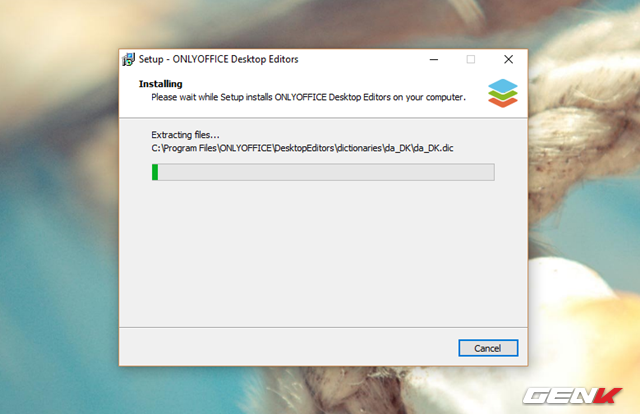 Setup - ONLYOFFICE Desktop Editors
Installing
Please wait while Setup installs ONLYOFFICE Desktop Editors on your computer.
Extracting files...
C:\Program Files\ONLYOFFICE\DesktopEditors\dictionaries\da_DK\da_DK.dic
Cancel
GENK